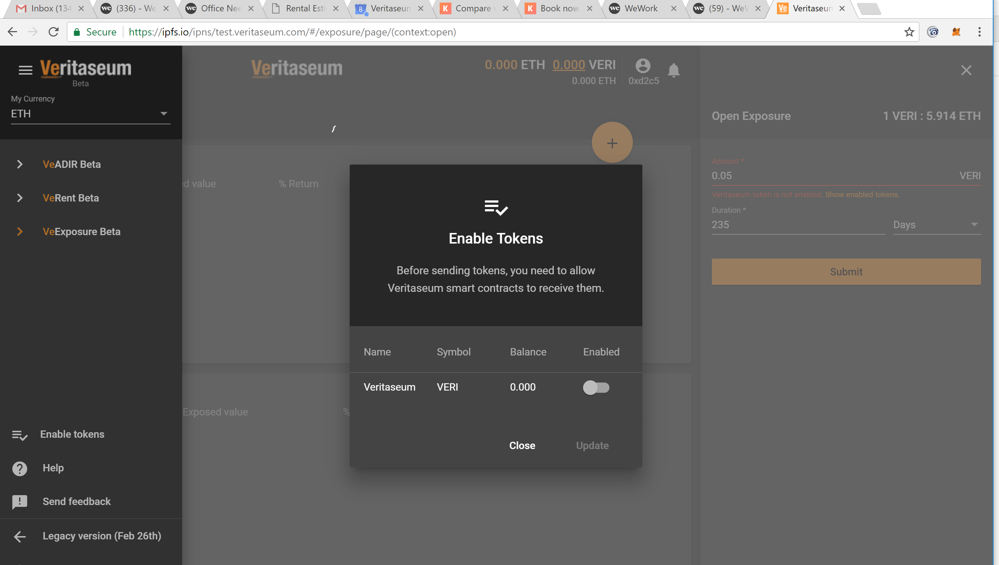 Inbox (134
(336) - We
Office Nee
Rental Esti
8
Veritaseum
K
Compare v
K
Book now
we
WeWork
(59) - WeW
Ve
Veritaseum
Secure
https://ipfs.io/ipns/test.veritaseum.com/#/exposure/page/(context:open)
Veritaseum
Beta
My Currency
ETH
VeADIR Beta
VeRent Beta
VeExposure Beta
Enable tokens
Help
Send feedback
Legacy version (Feb 26th)
Veritaseum
0.000 ETH 0.000 VERI
0.000 ETH
0xd2c5
ed value
% Return
Exposed value
%
Enable Tokens
Before sending tokens, you need to allow
Veritaseum smart contracts to receive them.
Name Symbol Balance Enabled
Veritaseum VERI 0.000
Close Update
Open Exposure
1 VERI : 5.914 ETH
Amount *
0.05 VERI
Veritaseum token is not enabled. Show enabled tokens.
Duration *
235 Days
Submit